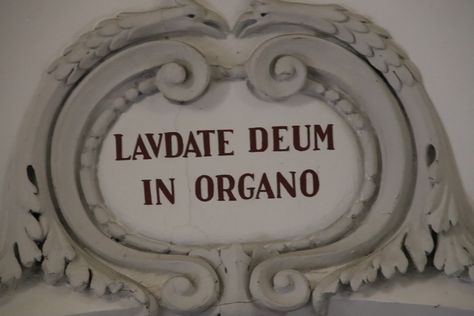 LAVDATE DEUM
IN ORGANO